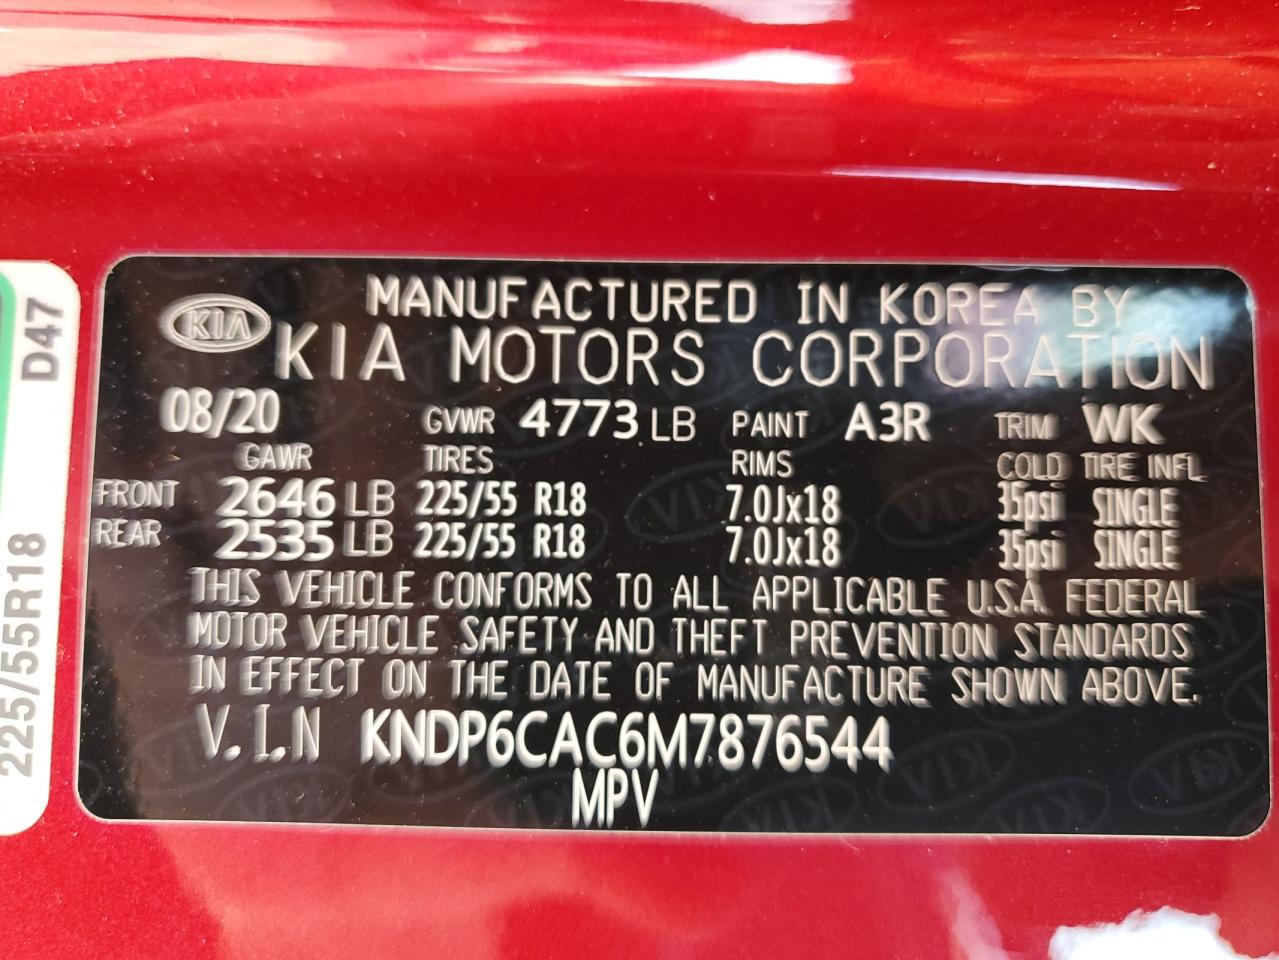 MANUFACTURED IN KOREA BY
KIA
KIA MOTORS CORPORATION
08/20 GVWR 4773 LB PAINT A3R TRIM WK
GAWR TIRES RIMS COLD TIRE INFL
FRONT 2646 LB 225/55 R18 7.0Jx18 35psi SINGLE
REAR 2535 LB 225/55 R18 7.0Jx18 35psi SINGLE
THIS VEHICLE CONFORMS TO ALL APPLICABLE U.S.A. FEDERAL
MOTOR VEHICLE SAFETY AND THEFT PREVENTION STANDARDS
IN EFFECT ON THE DATE OF MANUFACTURE SHOWN ABOVE.
V.I.N KNDP6CAC6M7876544
MPV
D47
225/55R18